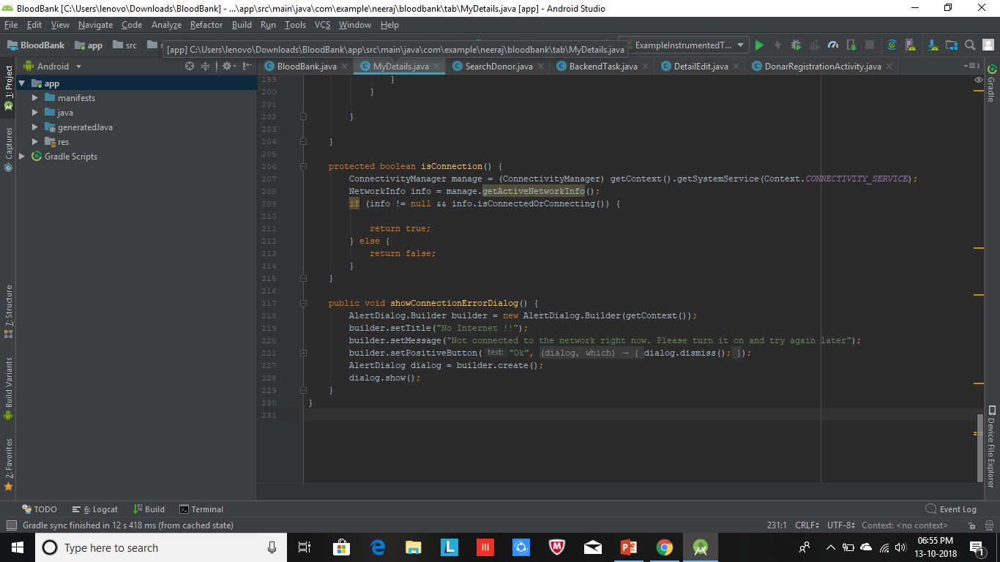 BloodBank [C:\Users\lenovo\Downloads\BloodBank] - ...\app\src\main\java\com\example\neeraj\bloodbank\tab\MyDetails.java [app] - Android Studio
File Edit View Navigate Code Analyze Refactor Build Run Tools VCS Window Help
BloodBank app src ExampleInstrumentedT...
[app] C:\Users\lenovo\Downloads\BloodBank\app\src\main\java\com\example\neeraj\bloodbank\tab\MyDetails.java
Android BloodBank.java MyDetails.java SearchDonor.java BackendTask.java DetailEdit.java DonarRegistrationActivity.java
1: Project
Captures
7: Structure
Build Variants
2: Favorites
app
manifests
java
generatedJava
res
Gradle Scripts
199 }
200 }
201
202 }
203
204 }
205
206 protected boolean isConnection() {
207 ConnectivityManager manage = (ConnectivityManager) getContext().getSystemService(Context.CONNECTIVITY_SERVICE);
208 NetworkInfo info = manage.getActiveNetworkInfo();
209 if (info != null && info.isConnectedOrConnecting()) {
210
211 return true;
212 } else {
213 return false;
214 }
215 }
216
217 public void showConnectionErrorDialog() {
218 AlertDialog.Builder builder = new AlertDialog.Builder(getContext());
219 builder.setTitle("No Internet !!");
220 builder.setMessage("Not connected to the network right now. Please turn it on and try again later");
221 builder.setPositiveButton( text: "Ok", (dialog, which) → { dialog.dismiss(); });
227 AlertDialog dialog = builder.create();
228 dialog.show();
229 }
230 }
231
Gradle
Device File Explorer
TODO 6: Logcat Build Terminal Event Log
Gradle sync finished in 12 s 418 ms (from cached state) 231:1 CRLF UTF-8 Context: <no context>
Type here to search
L
06:55 PM
13-10-2018
1